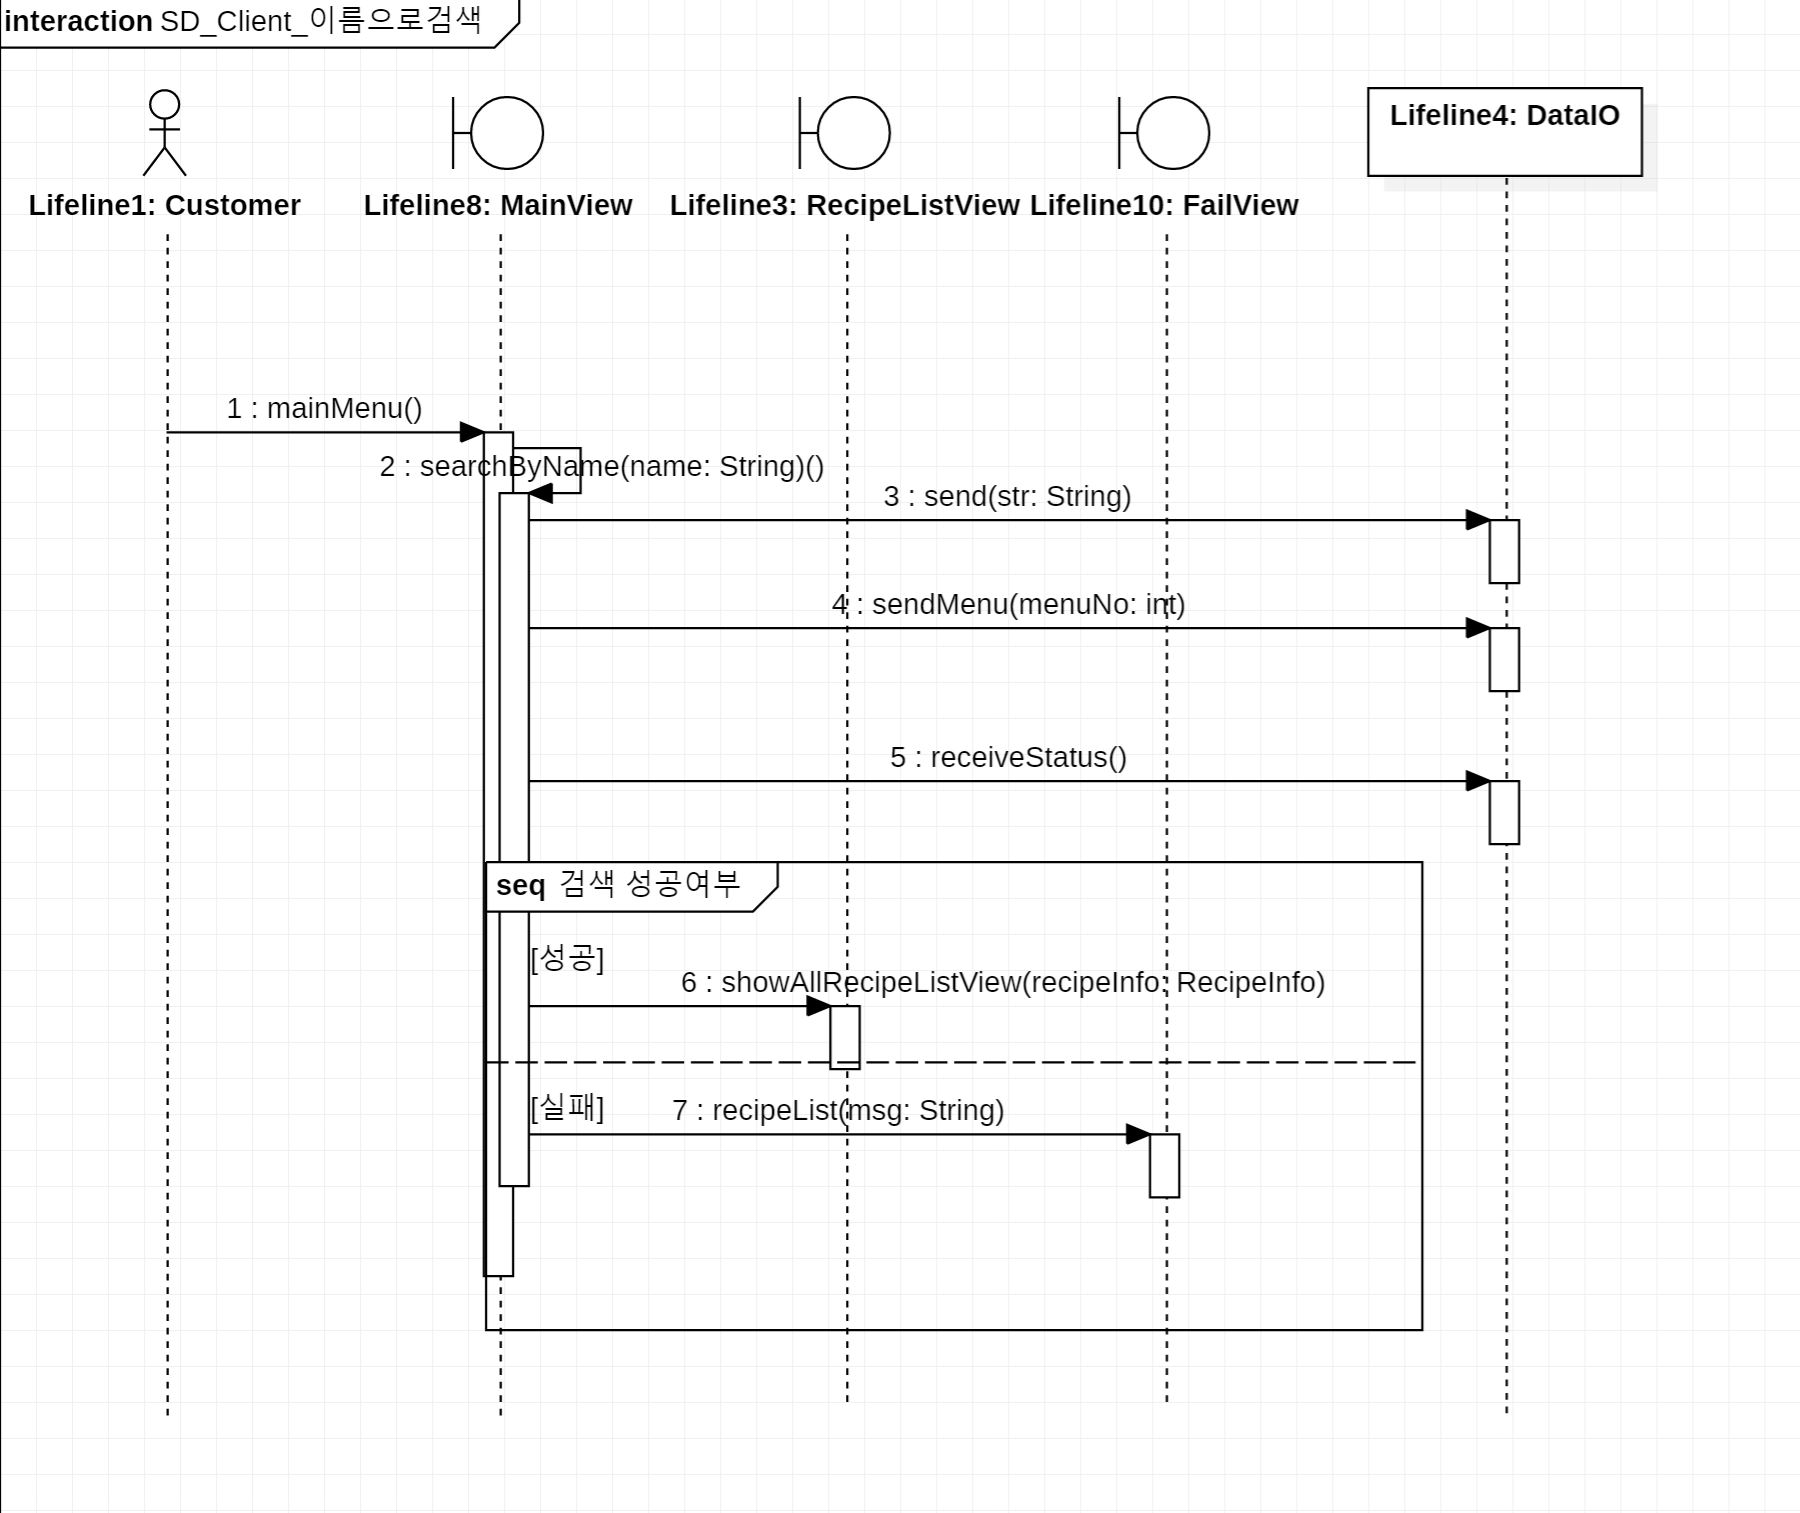 interaction SD_Client_이름으로검색
Lifeline1: Customer
Lifeline8: MainView
Lifeline3: RecipeListView
Lifeline10: FailView
Lifeline4: DataIO
1 : mainMenu()
2 : searchByName(name: String)()
3 : send(str: String)
4 : sendMenu(menuNo: int)
5 : receiveStatus()
seq 검색 성공여부
[성공]
6 : showAllRecipeListView(recipeInfo: RecipeInfo)
[실패]
7 : recipeList(msg: String)